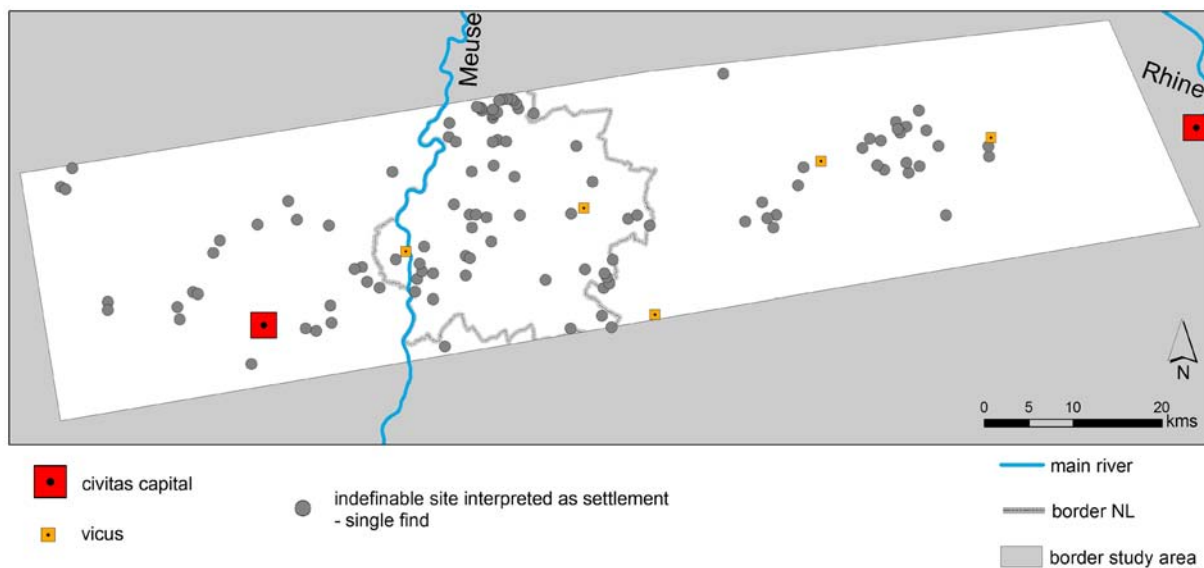 Meuse
Rhine
N
0 5 10 20
kms
civitas capital
vicus
indefinable site interpreted as settlement
- single find
main river
border NL
border study area